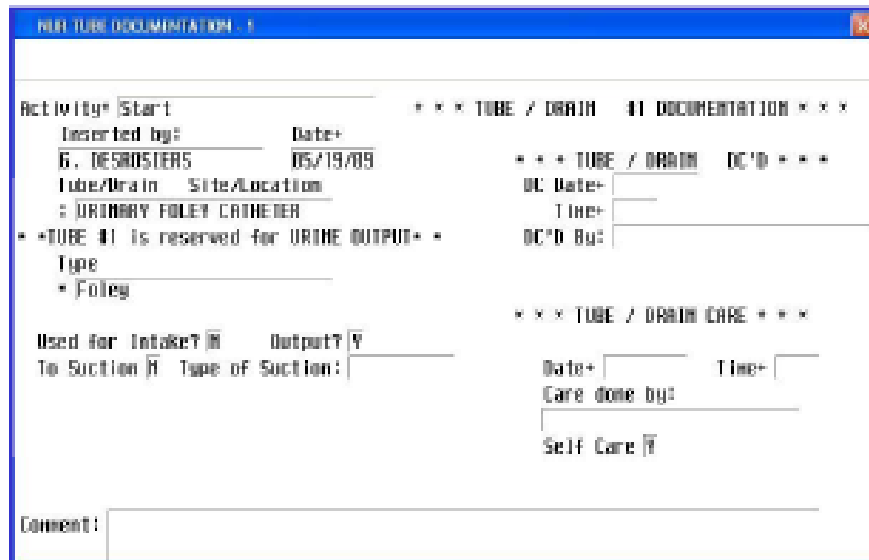 NUR TUBE DOCUMENTATION - 1
Activity* Start
* * * TUBE / DRAIN #1 DOCUMENTATION * * *
Inserted by: Date+
G. DESROSIERS 05/19/09
Tube/Drain Site/Location
: URINARY FOLEY CATHETER
* *TUBE #1 is reserved for URINE OUTPUT* *
Type
* Foley
Used for Intake? N Output? Y
To Suction N Type of Suction:
* * * TUBE / DRAIN DC'D * * *
DC Date+
Time+
DC'D By:
* * * TUBE / DRAIN CARE * * *
Date+ Time+
Care done by:
Self Care Y
Comment: